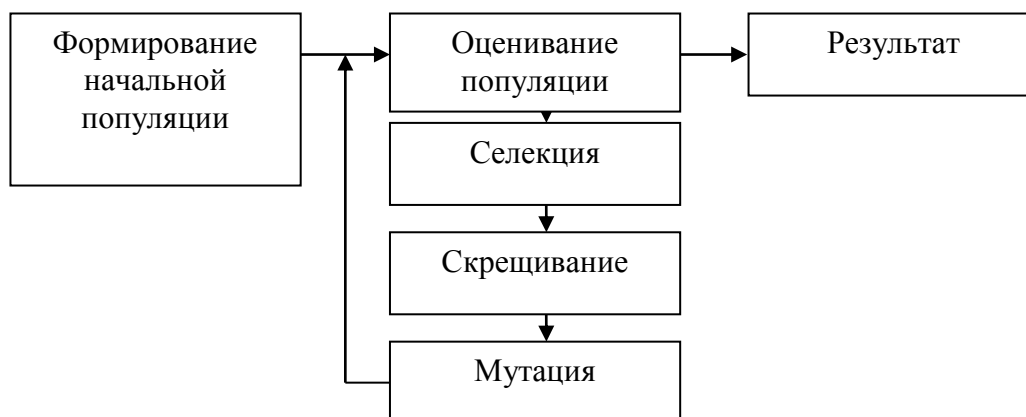 Формирование
начальной
популяции
Оценивание
популяции
Результат
Селекция
Скрещивание
Мутация